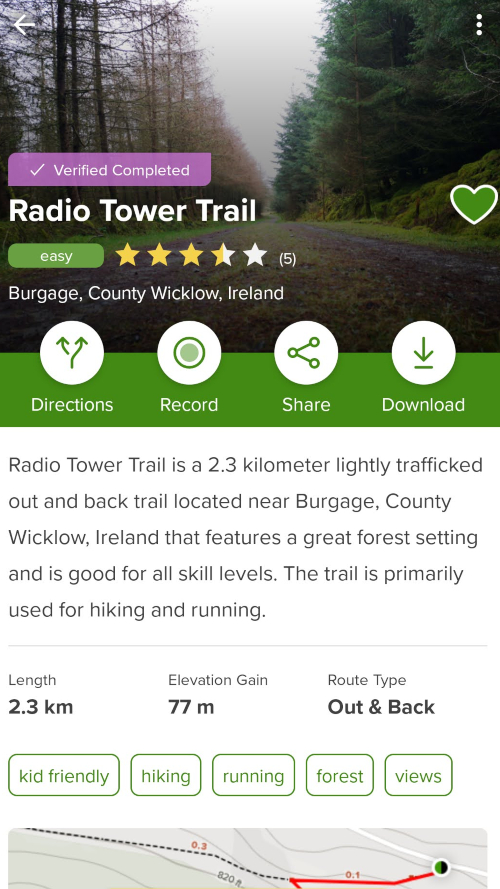 Verified Completed
Radio Tower Trail
easy
(5)
Burgage, County Wicklow, Ireland
Directions
Record
Share
Download
Radio Tower Trail is a 2.3 kilometer lightly trafficked
out and back trail located near Burgage, County
Wicklow, Ireland that features a great forest setting
and is good for all skill levels. The trail is primarily
used for hiking and running.
Length
Elevation Gain
Route Type
2.3 km
77 m
Out & Back
kid friendly
hiking
running
forest
views
0.3
820 ft
0.1